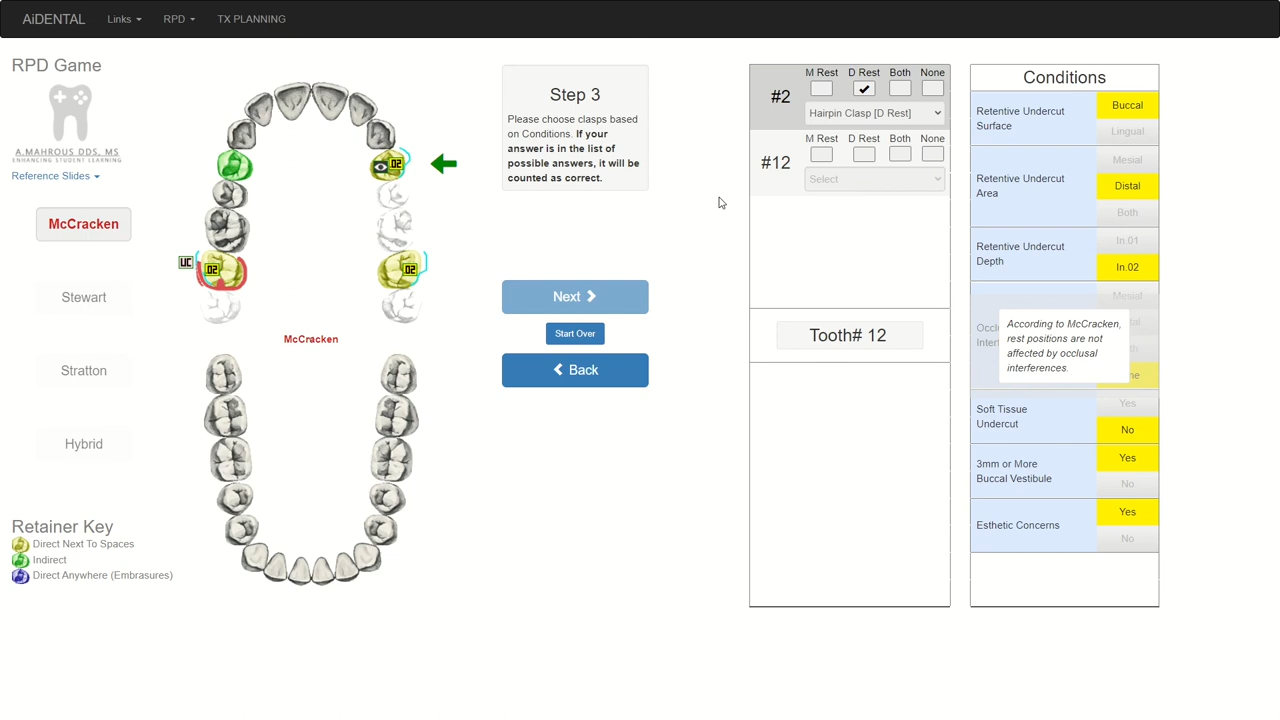 AiDENTAL Links RPD TX PLANNING
RPD Game
A.MAHROUS DDS, MS
ENHANCING STUDENT LEARNING
Reference Slides
McCracken
Stewart
Stratton
Hybrid
Retainer Key
Direct Next To Spaces
Indirect
Direct Anywhere (Embrasures)
02
UC
02
02
McCracken
Step 3
Please choose clasps based
on Conditions. If your
answer is in the list of
possible answers, it will be
counted as correct.
Next
Start Over
Back
M Rest D Rest Both None
#2
Hairpin Clasp [D Rest]
M Rest D Rest Both None
#12
Select
Tooth# 12
Conditions
Retentive Undercut
Surface
Buccal
Lingual
Retentive Undercut
Area
Mesial
Distal
Both
Retentive Undercut
Depth
In 01
In.02
Mesial
According to McCracken,
rest positions are not
affected by occlusal
interferences.
Soft Tissue
Undercut
Yes
No
3mm or More
Buccal Vestibule
Yes
No
Esthetic Concerns
Yes
No